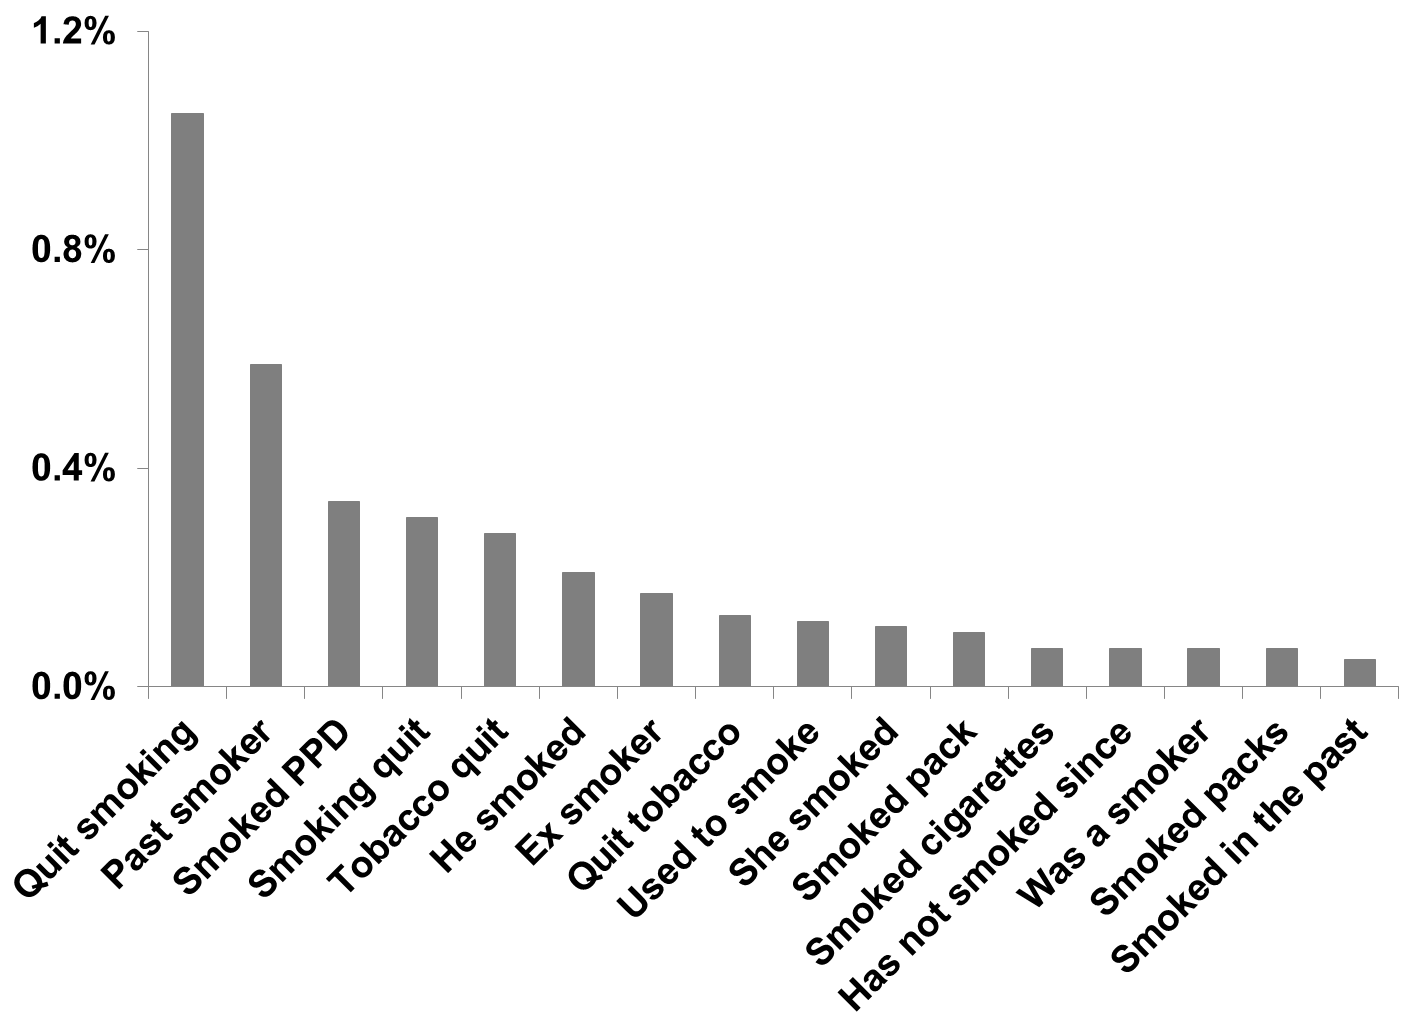 1.2%
0.8%
0.4%
0.0%
Quit smoking
Past smoker
Smoked PPD
Smoking quit
Tobacco quit
He smoked
Ex smoker
Quit tobacco
Used to smoke
She smoked
Smoked pack
Smoked cigarettes
Has not smoked since
Was a smoker
Smoked packs
Smoked in the past